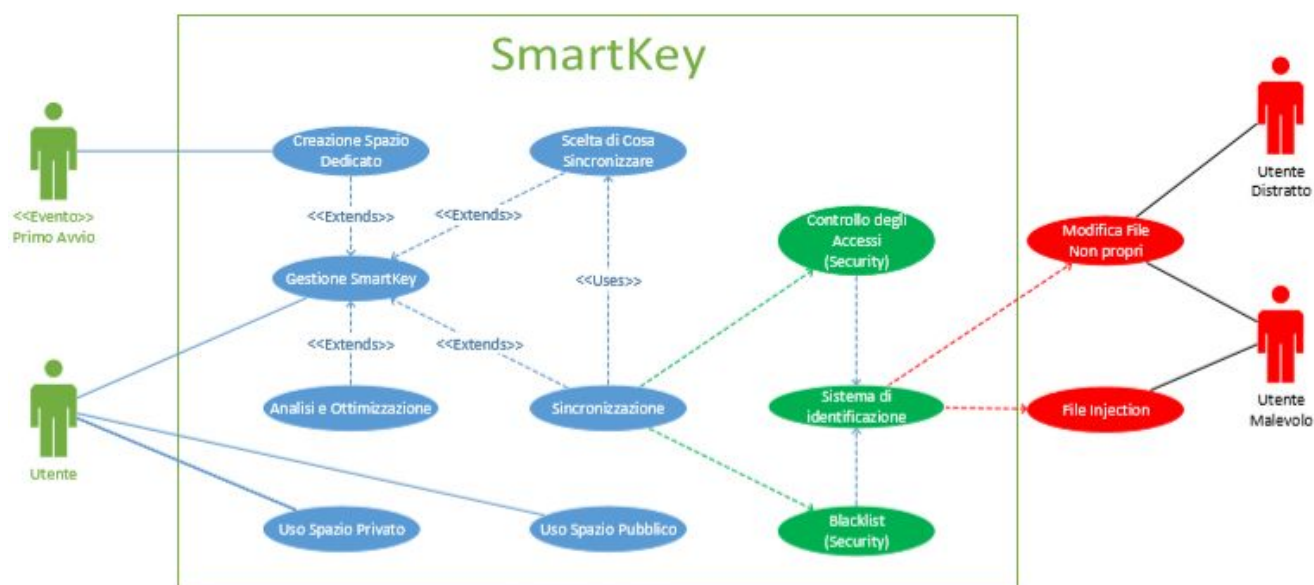 SmartKey
<<Evento>>
Primo Avvio
Creazione Spazio
Dedicato
Scelta di Cosa
Sincronizzare
Utente
Distratto
<<Extends>>
<<Extends>>
Controllo degli
Accessi
(Security)
Modifica File
Non propri
Gestione SmartKey
<<Uses>>
<<Extends>>
<<Extends>>
Utente
Analisi e Ottimizzazione
Sincronizzazione
Sistema di
identificazione
File Injection
Utente
Malevolo
Uso Spazio Privato
Uso Spazio Pubblico
Blacklist
(Security)